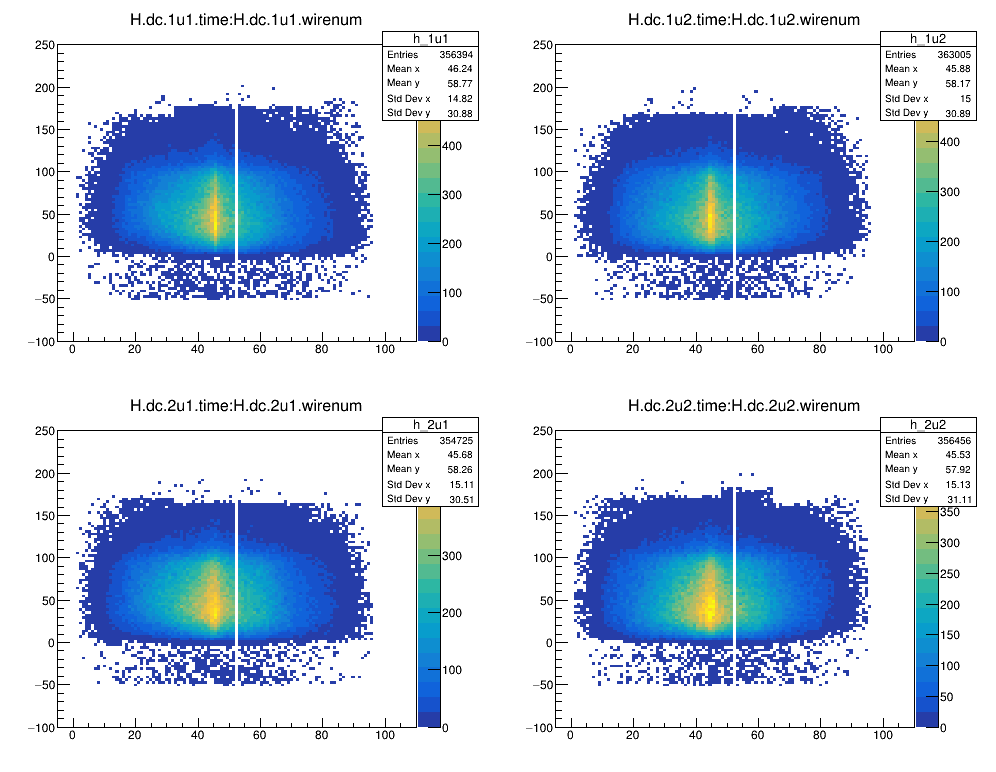 H.dc.1u1.time:H.dc.1u1.wirenum
h_1u1
Entries 356394
Mean x 46.24
Mean y 58.77
Std Dev x 14.82
Std Dev y 30.88
250
200
150
100
50
0
−50
−100
0 20 40 60 80 100
400
300
200
100
0
H.dc.1u2.time:H.dc.1u2.wirenum
h_1u2
Entries 363005
Mean x 45.88
Mean y 58.17
Std Dev x 15
Std Dev y 30.89
250
200
150
100
50
0
−50
−100
0 20 40 60 80 100
400
300
200
100
0
H.dc.2u1.time:H.dc.2u1.wirenum
h_2u1
Entries 354725
Mean x 45.68
Mean y 58.26
Std Dev x 15.11
Std Dev y 30.51
250
200
150
100
50
0
−50
−100
0 20 40 60 80 100
300
200
100
0
H.dc.2u2.time:H.dc.2u2.wirenum
h_2u2
Entries 356456
Mean x 45.53
Mean y 57.92
Std Dev x 15.13
Std Dev y 31.11
250
200
150
100
50
0
−50
−100
0 20 40 60 80 100
350
300
250
200
150
100
50
0